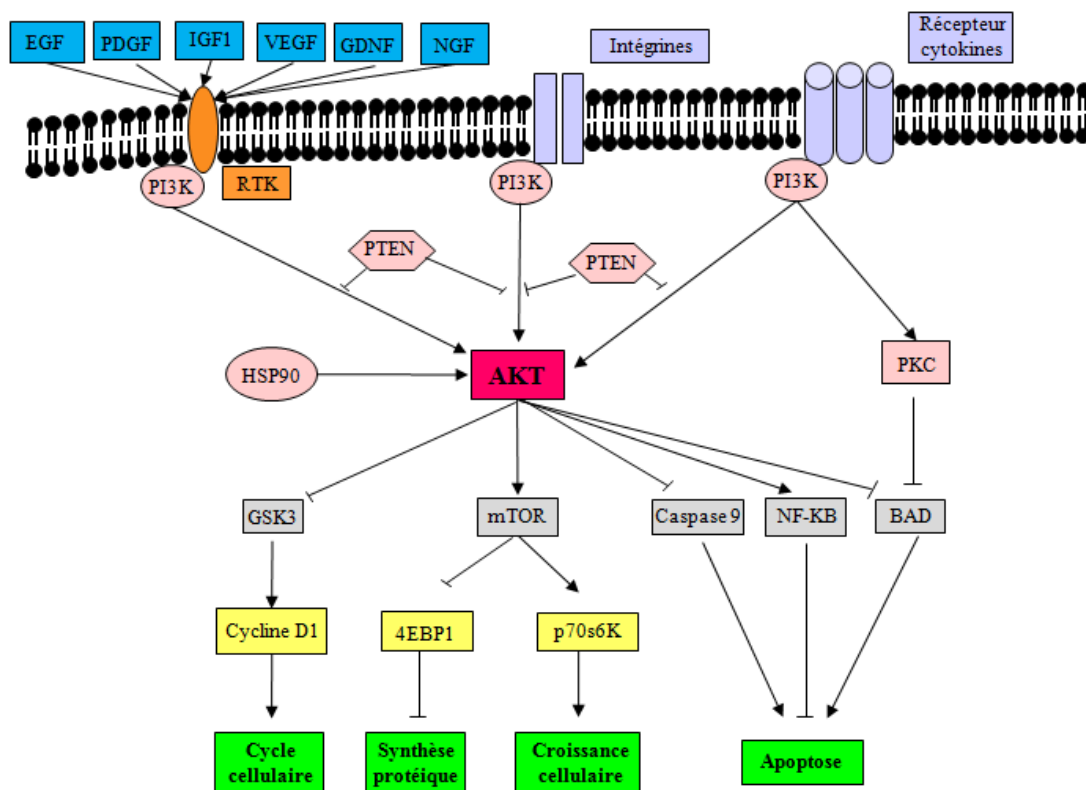 EGF
PDGF
IGF1
VEGF
GDNF
NGF
Intégrines
Récepteur
cytokines
PI3K
RTK
PI3K
PI3K
PTEN
PTEN
HSP90
AKT
PKC
GSK3
mTOR
Caspase 9
NF-KB
BAD
Cycline D1
4EBP1
p70s6K
Cycle
cellulaire
Synthèse
protéique
Croissance
cellulaire
Apoptose